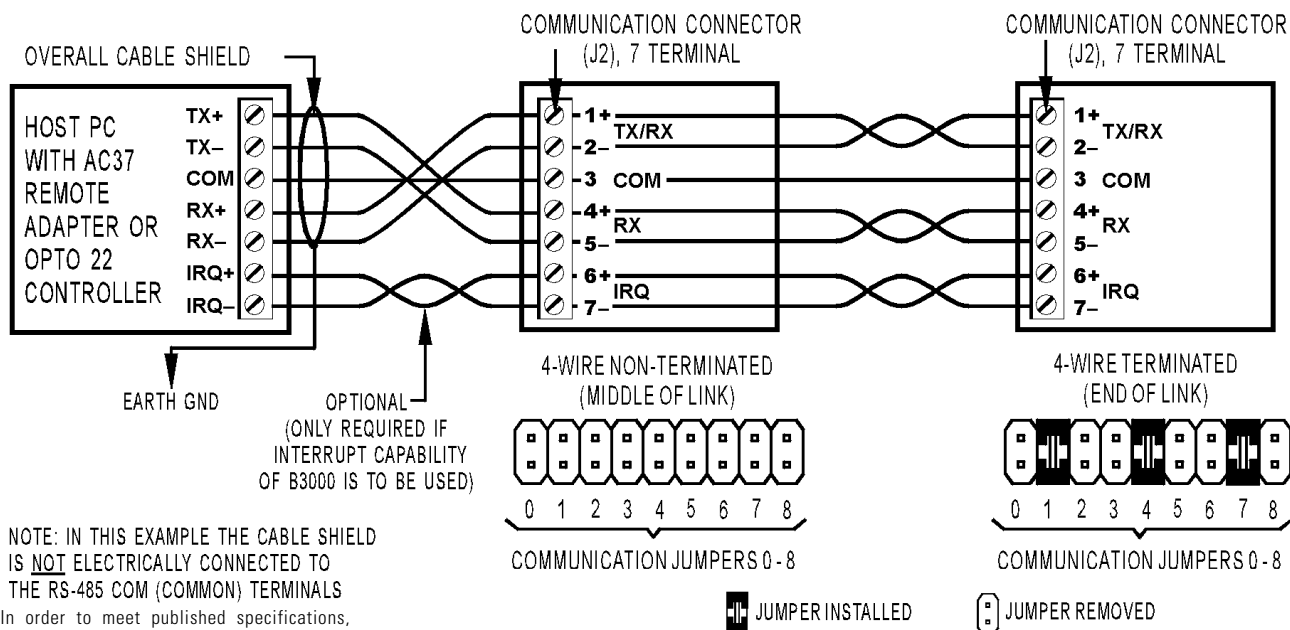 COMMUNICATION CONNECTOR
(J2), 7 TERMINAL
COMMUNICATION CONNECTOR
(J2), 7 TERMINAL
OVERALL CABLE SHIELD
HOST PC
WITH AC37
REMOTE
ADAPTER OR
OPTO 22
CONTROLLER
TX+
TX–
COM
RX+
RX–
IRQ+
IRQ–
1+
TX/RX
2–
3 COM
4+
RX
5–
6+
IRQ
7–
1+
TX/RX
2–
3 COM
4+
RX
5–
6+
IRQ
7–
EARTH GND
OPTIONAL
(ONLY REQUIRED IF
INTERRUPT CAPABILITY
OF B3000 IS TO BE USED)
4-WIRE NON-TERMINATED
(MIDDLE OF LINK)
0 1 2 3 4 5 6 7 8
COMMUNICATION JUMPERS 0 - 8
4-WIRE TERMINATED
(END OF LINK)
0 1 2 3 4 5 6 7 8
COMMUNICATION JUMPERS 0 - 8
NOTE: IN THIS EXAMPLE THE CABLE SHIELD
IS NOT ELECTRICALLY CONNECTED TO
THE RS-485 COM (COMMON) TERMINALS
In order to meet published specifications,
JUMPER INSTALLED
JUMPER REMOVED